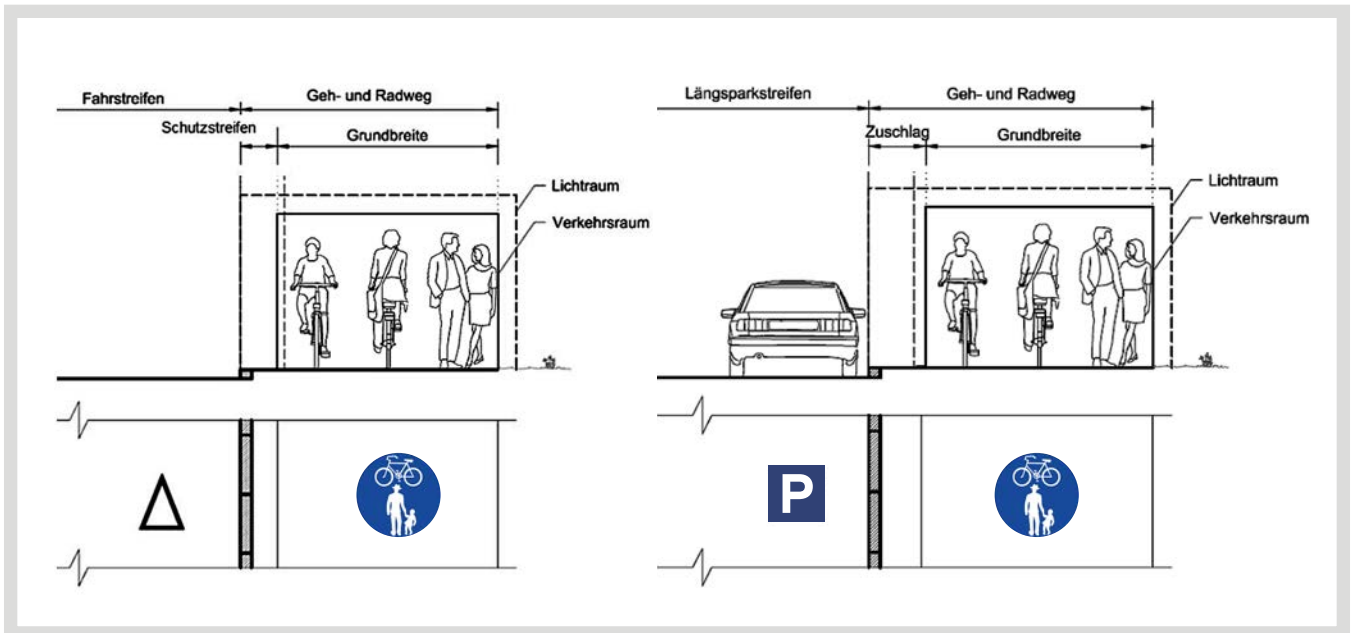 Fahrstreifen
Geh- und Radweg
Schutzstreifen
Grundbreite
Lichtraum
Verkehrsraum
Längsparkstreifen
Geh- und Radweg
Zuschlag
Grundbreite
Lichtraum
Verkehrsraum
P